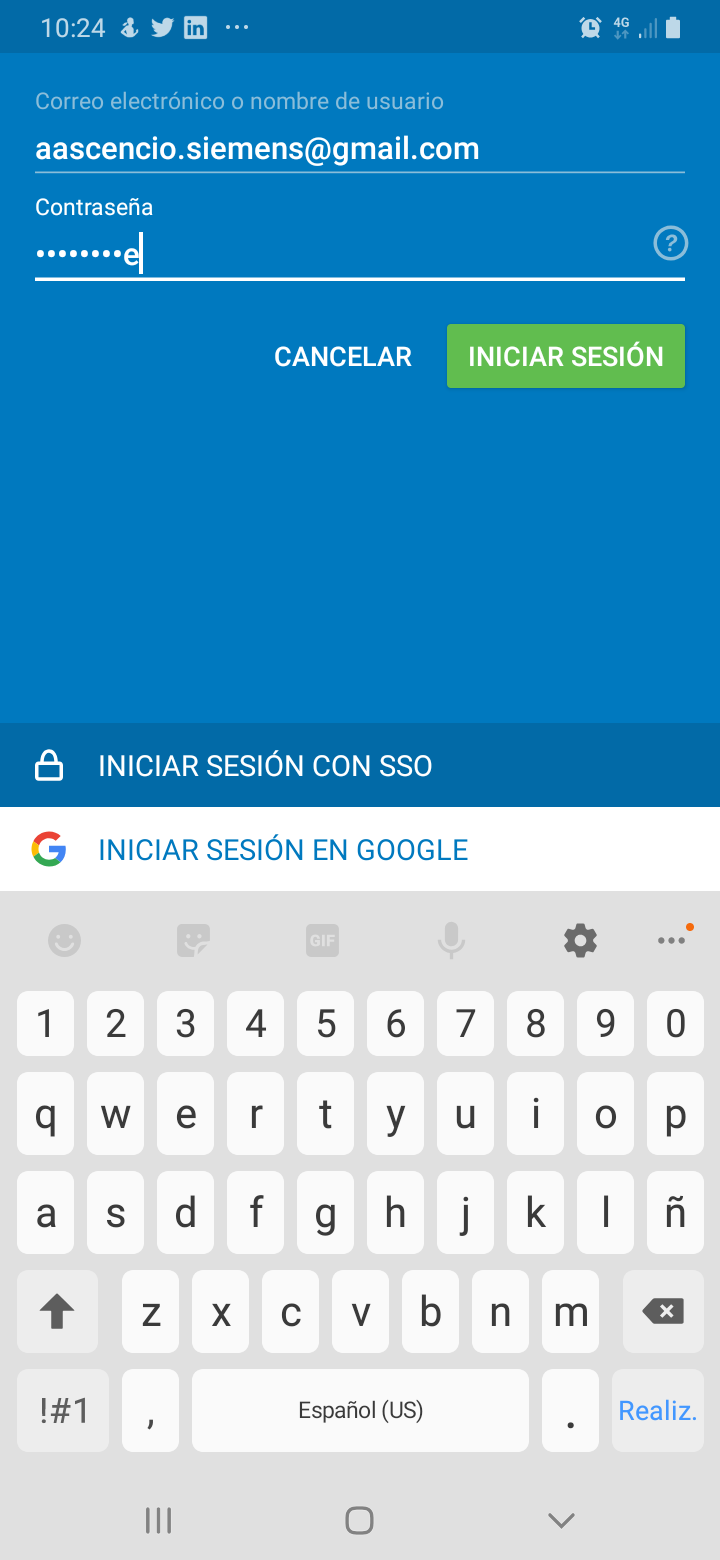 10:24
4G
Correo electrónico o nombre de usuario
aascencio.siemens@gmail.com
Contraseña
••••••••e
?
CANCELAR INICIAR SESIÓN
INICIAR SESIÓN CON SSO
INICIAR SESIÓN EN GOOGLE
GIF
1 2 3 4 5 6 7 8 9 0
q w e r t y u i o p
a s d f g h j k l ñ
z x c v b n m
!#1 , Español (US) . Realiz.